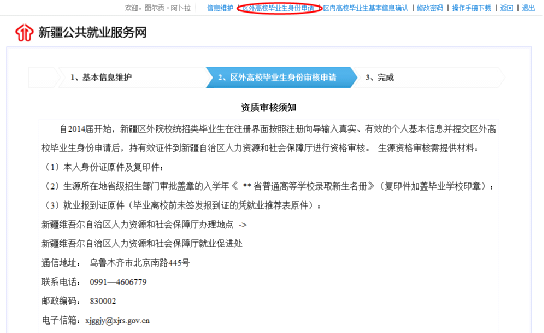 欢迎，图尔贡·阿卜拉 | 信息维护 | 区外高校毕业生身份申请 | 区内高校毕业生基本信息确认 | 修改密码 | 操作手册下载 | 返回 | 退出
新疆公共就业服务网
1、基本信息维护 2、区外高校毕业生身份审核申请 3、完成
资质审核须知
自2014届开始，新疆区外院校统招类毕业生在注册界面按照注册向导输入真实、有效的个人基本信息并提交区外高
校毕业生身份申请后，持有效证件到新疆自治区人力资源和社会保障厅进行资格审核。 生源资格审核需提供材料。
（1）本人身份证原件及复印件；
（2）生源所在地省级招生部门审批盖章的入学年《 **省普通高等学校录取新生名册》（复印件加盖毕业学校印章）；
（3）就业报到证原件（毕业离校前未签发报到证的凭就业推荐表原件）；
新疆维吾尔自治区人力资源和社会保障厅办理地点 ->
新疆维吾尔自治区人力资源和社会保障厅就业促进处
通信地址： 乌鲁木齐市北京南路445号
联系电话： 0991—4606779
邮政编码： 830002
电子信箱：xjggjy@xjrs.gov.cn